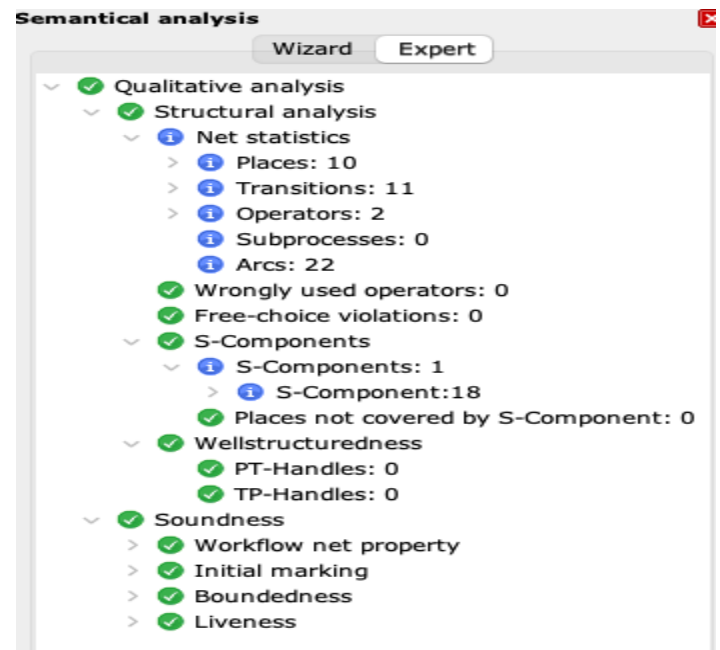 Semantical analysis
Wizard Expert
Qualitative analysis
Structural analysis
Net statistics
Places: 10
Transitions: 11
Operators: 2
Subprocesses: 0
Arcs: 22
Wrongly used operators: 0
Free-choice violations: 0
S-Components
S-Components: 1
S-Component:18
Places not covered by S-Component: 0
Wellstructuredness
PT-Handles: 0
TP-Handles: 0
Soundness
Workflow net property
Initial marking
Boundedness
Liveness